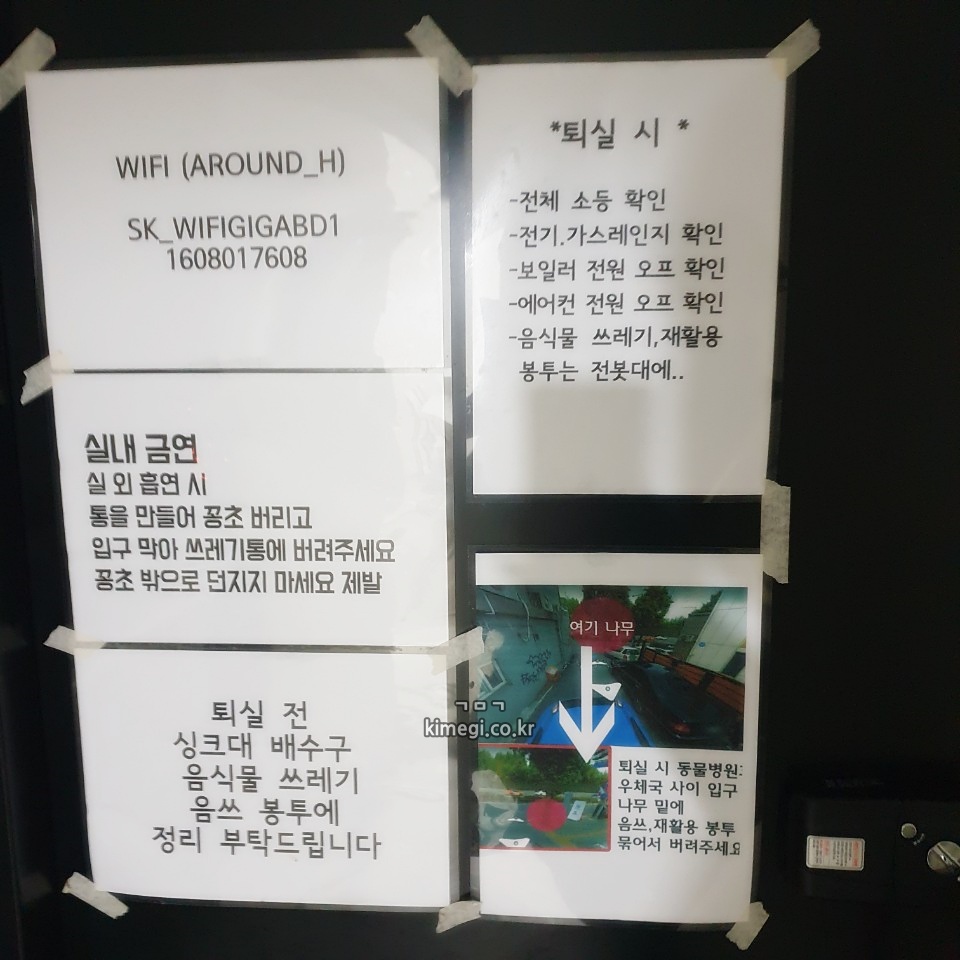 WIFI (AROUND_H)
SK_WIFIGIGABD1
1608017608
실내 금연
실 외 흡연 시
통을 만들어 꽁초 버리고
입구 막아 쓰레기통에 버려주세요
꽁초 밖으로 던지지 마세요 제발
퇴실 전
싱크대 배수구
음식물 쓰레기
음쓰 봉투에
정리 부탁드립니다
*퇴실 시 *
-전체 소등 확인
-전기.가스레인지 확인
-보일러 전원 오프 확인
-에어컨 전원 오프 확인
-음식물 쓰레기,재활용
봉투는 전봇대에..
여기 나무
퇴실 시 동물병원
우체국 사이 입구
나무 밑에
음쓰,재활용 봉투
묶어서 버려주세요
ㄱㅁㄱ
kimegi.co.kr